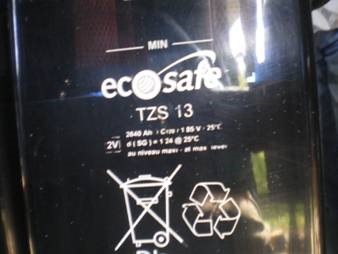 MIN
ecosafe
TZS 13
2640 Ah - C120 / 1 85 V - 25°C
2V
d ( SG ) = 1 24 @ 25°C
au niveau maxi - at max level
Pb